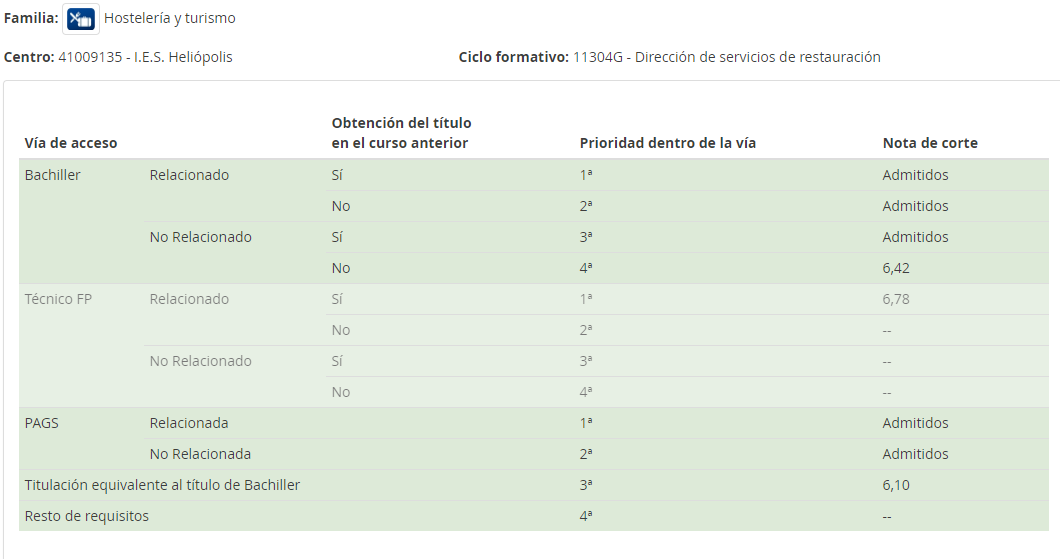 Familia: Hostelería y turismo
Centro: 41009135 - I.E.S. Heliópolis Ciclo formativo: 11304G - Dirección de servicios de restauración
Obtención del título
Vía de acceso en el curso anterior Prioridad dentro de la vía Nota de corte
Bachiller Relacionado Sí 1ª Admitidos
No 2ª Admitidos
No Relacionado Sí 3ª Admitidos
No 4ª 6,42
Técnico FP Relacionado Sí 1ª 6,78
No 2ª --
No Relacionado Sí 3ª --
No 4ª --
PAGS Relacionada 1ª Admitidos
No Relacionada 2ª Admitidos
Titulación equivalente al título de Bachiller 3ª 6,10
Resto de requisitos 4ª --